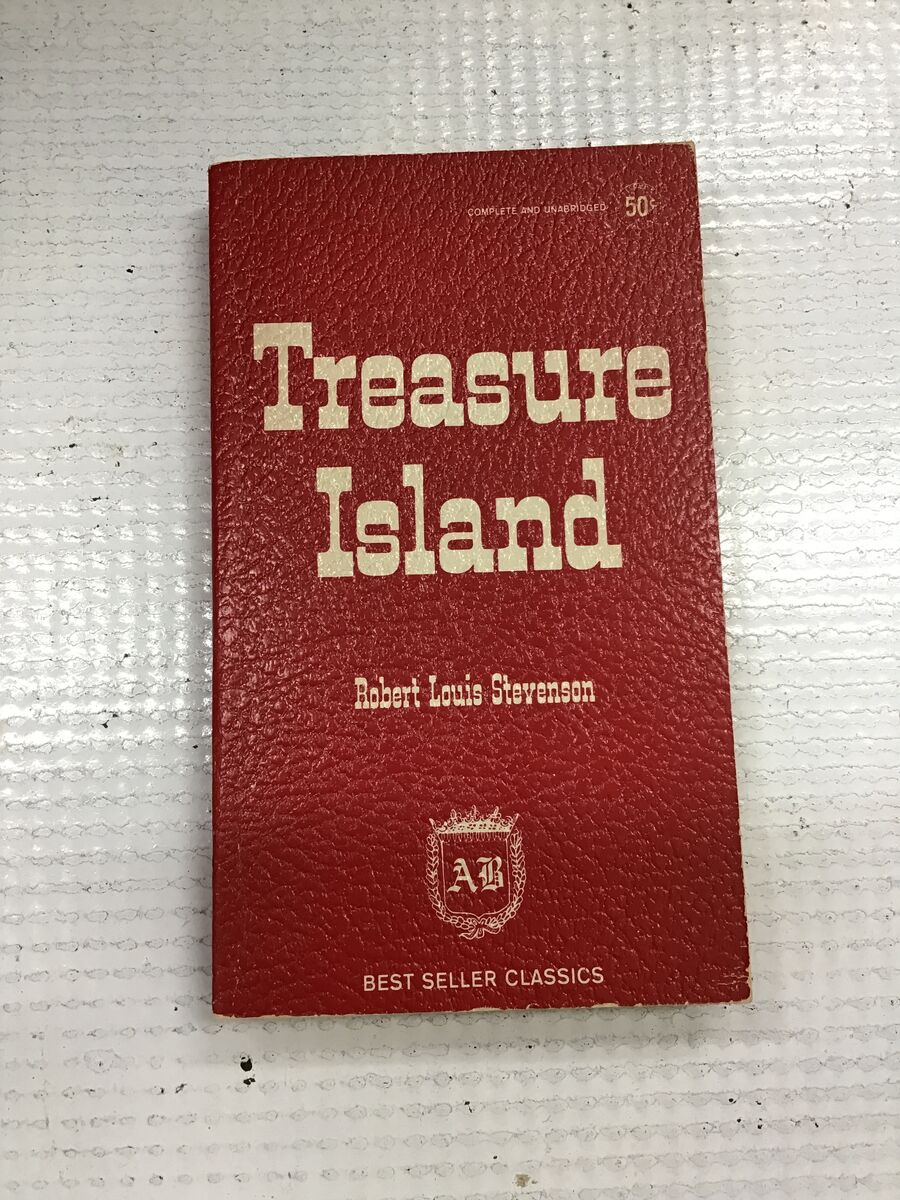 COMPLETE AND UNABRIDGED 50¢
Treasure
Island
Robert Louis Stevenson
AB
BEST SELLER CLASSICS